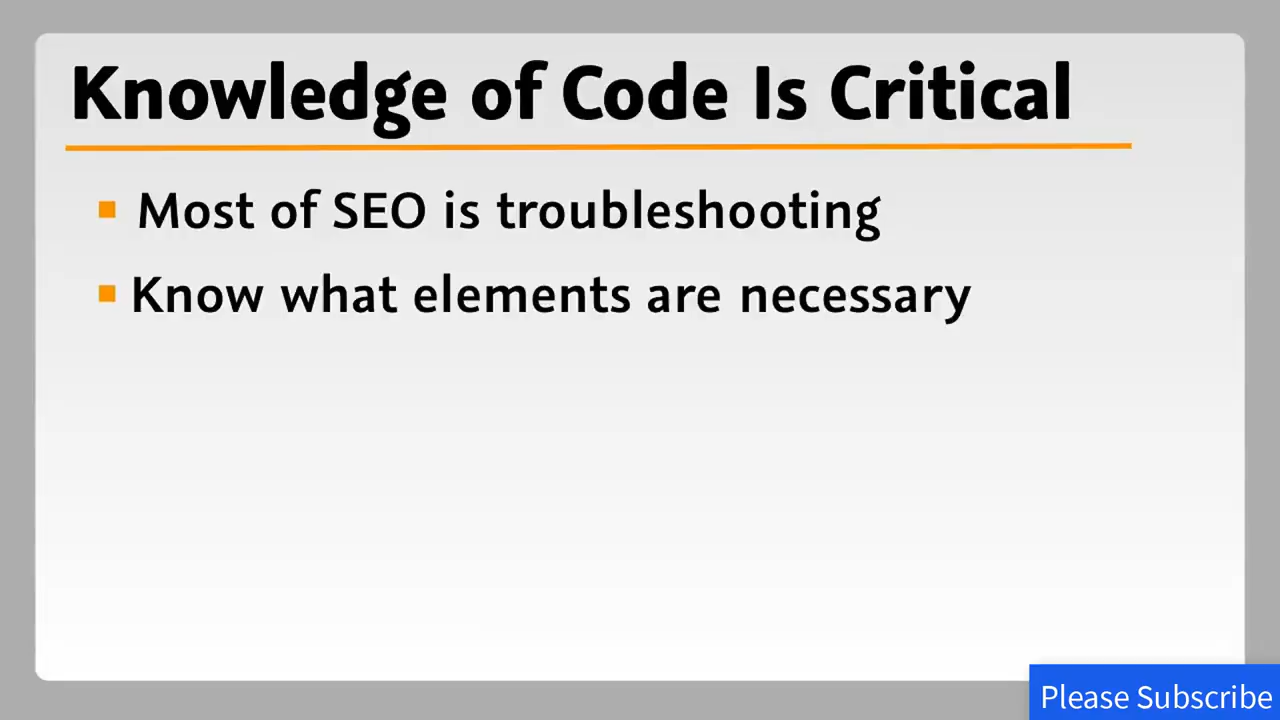 Knowledge of Code Is Critical
Most of SEO is troubleshooting
Know what elements are necessary
Please Subscribe